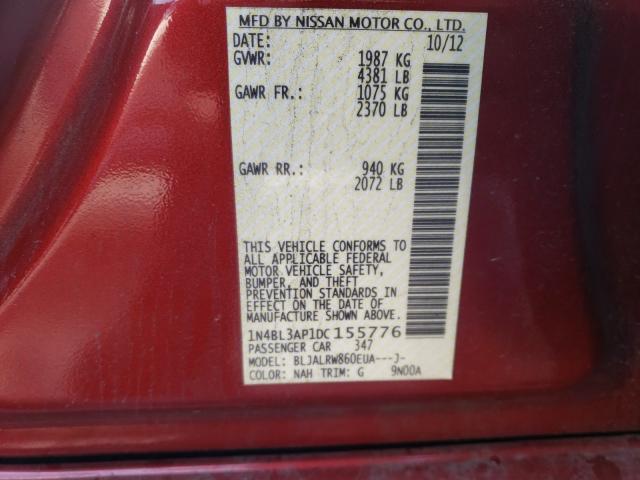 MFD BY NISSAN MOTOR CO., LTD.
DATE: 10/12
GVWR: 1987 KG
4381 LB
GAWR FR.: 1075 KG
2370 LB
GAWR RR.: 940 KG
2072 LB
THIS VEHICLE CONFORMS TO
ALL APPLICABLE FEDERAL
MOTOR VEHICLE SAFETY,
BUMPER, AND THEFT
PREVENTION STANDARDS IN
EFFECT ON THE DATE OF
MANUFACTURE SHOWN ABOVE.
1N4BL3AP1DC155776
PASSENGER CAR 347
MODEL: BLJALRW860EUA---J-
COLOR: NAH TRIM: G 9N00A